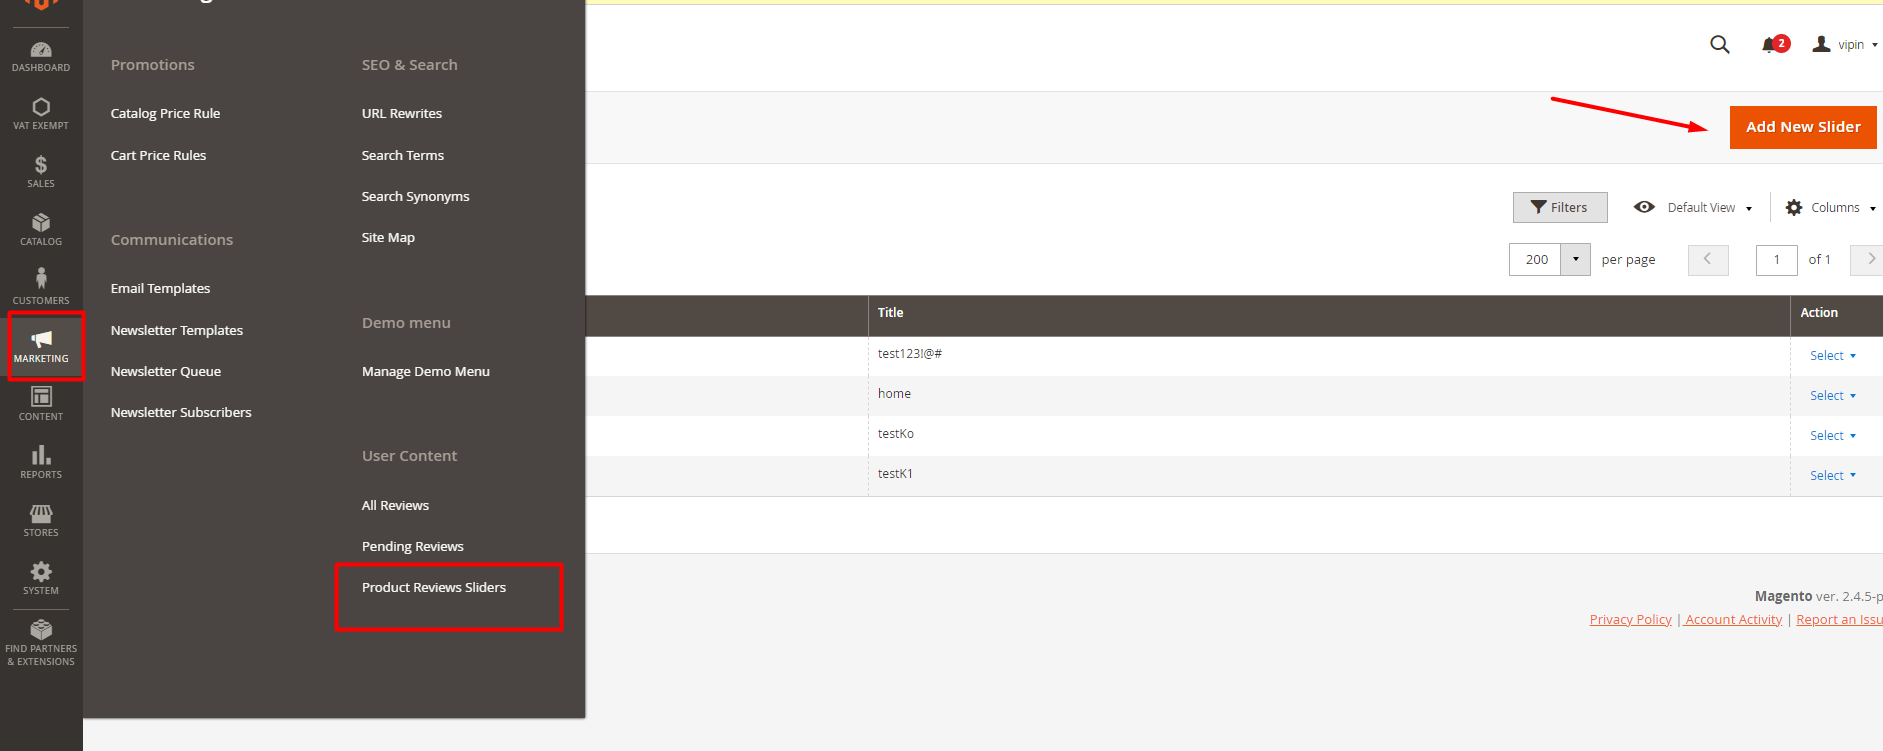 DASHBOARD
VAT EXEMPT
SALES
CATALOG
CUSTOMERS
MARKETING
CONTENT
REPORTS
STORES
SYSTEM
FIND PARTNERS
& EXTENSIONS
Promotions
Catalog Price Rule
Cart Price Rules
Communications
Email Templates
Newsletter Templates
Newsletter Queue
Newsletter Subscribers
SEO & Search
URL Rewrites
Search Terms
Search Synonyms
Site Map
Demo menu
Manage Demo Menu
User Content
All Reviews
Pending Reviews
Product Reviews Sliders
2 vipin
Add New Slider
Filters Default View Columns
200 per page 1 of 1
Title Action
test123!@# Select
home Select
testKo Select
testK1 Select
Magento ver. 2.4.5-p
Privacy Policy | Account Activity | Report an Issu